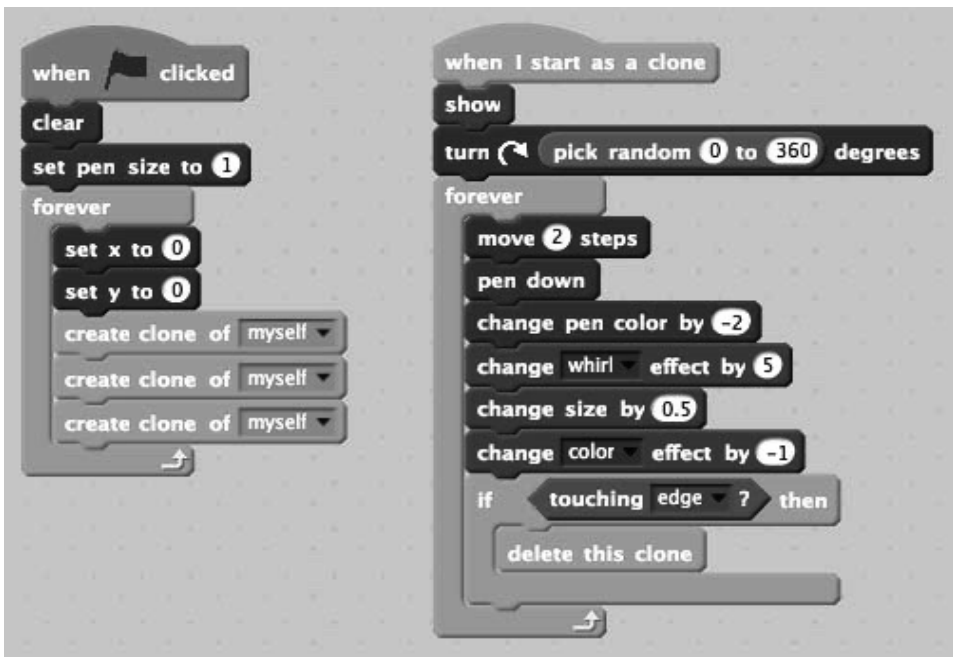 when clicked
clear
set pen size to 1
forever
set x to 0
set y to 0
create clone of myself
create clone of myself
create clone of myself
when I start as a clone
show
turn pick random 0 to 360 degrees
forever
move 2 steps
pen down
change pen color by -2
change whirl effect by 5
change size by 0.5
change color effect by -1
if touching edge ? then
delete this clone